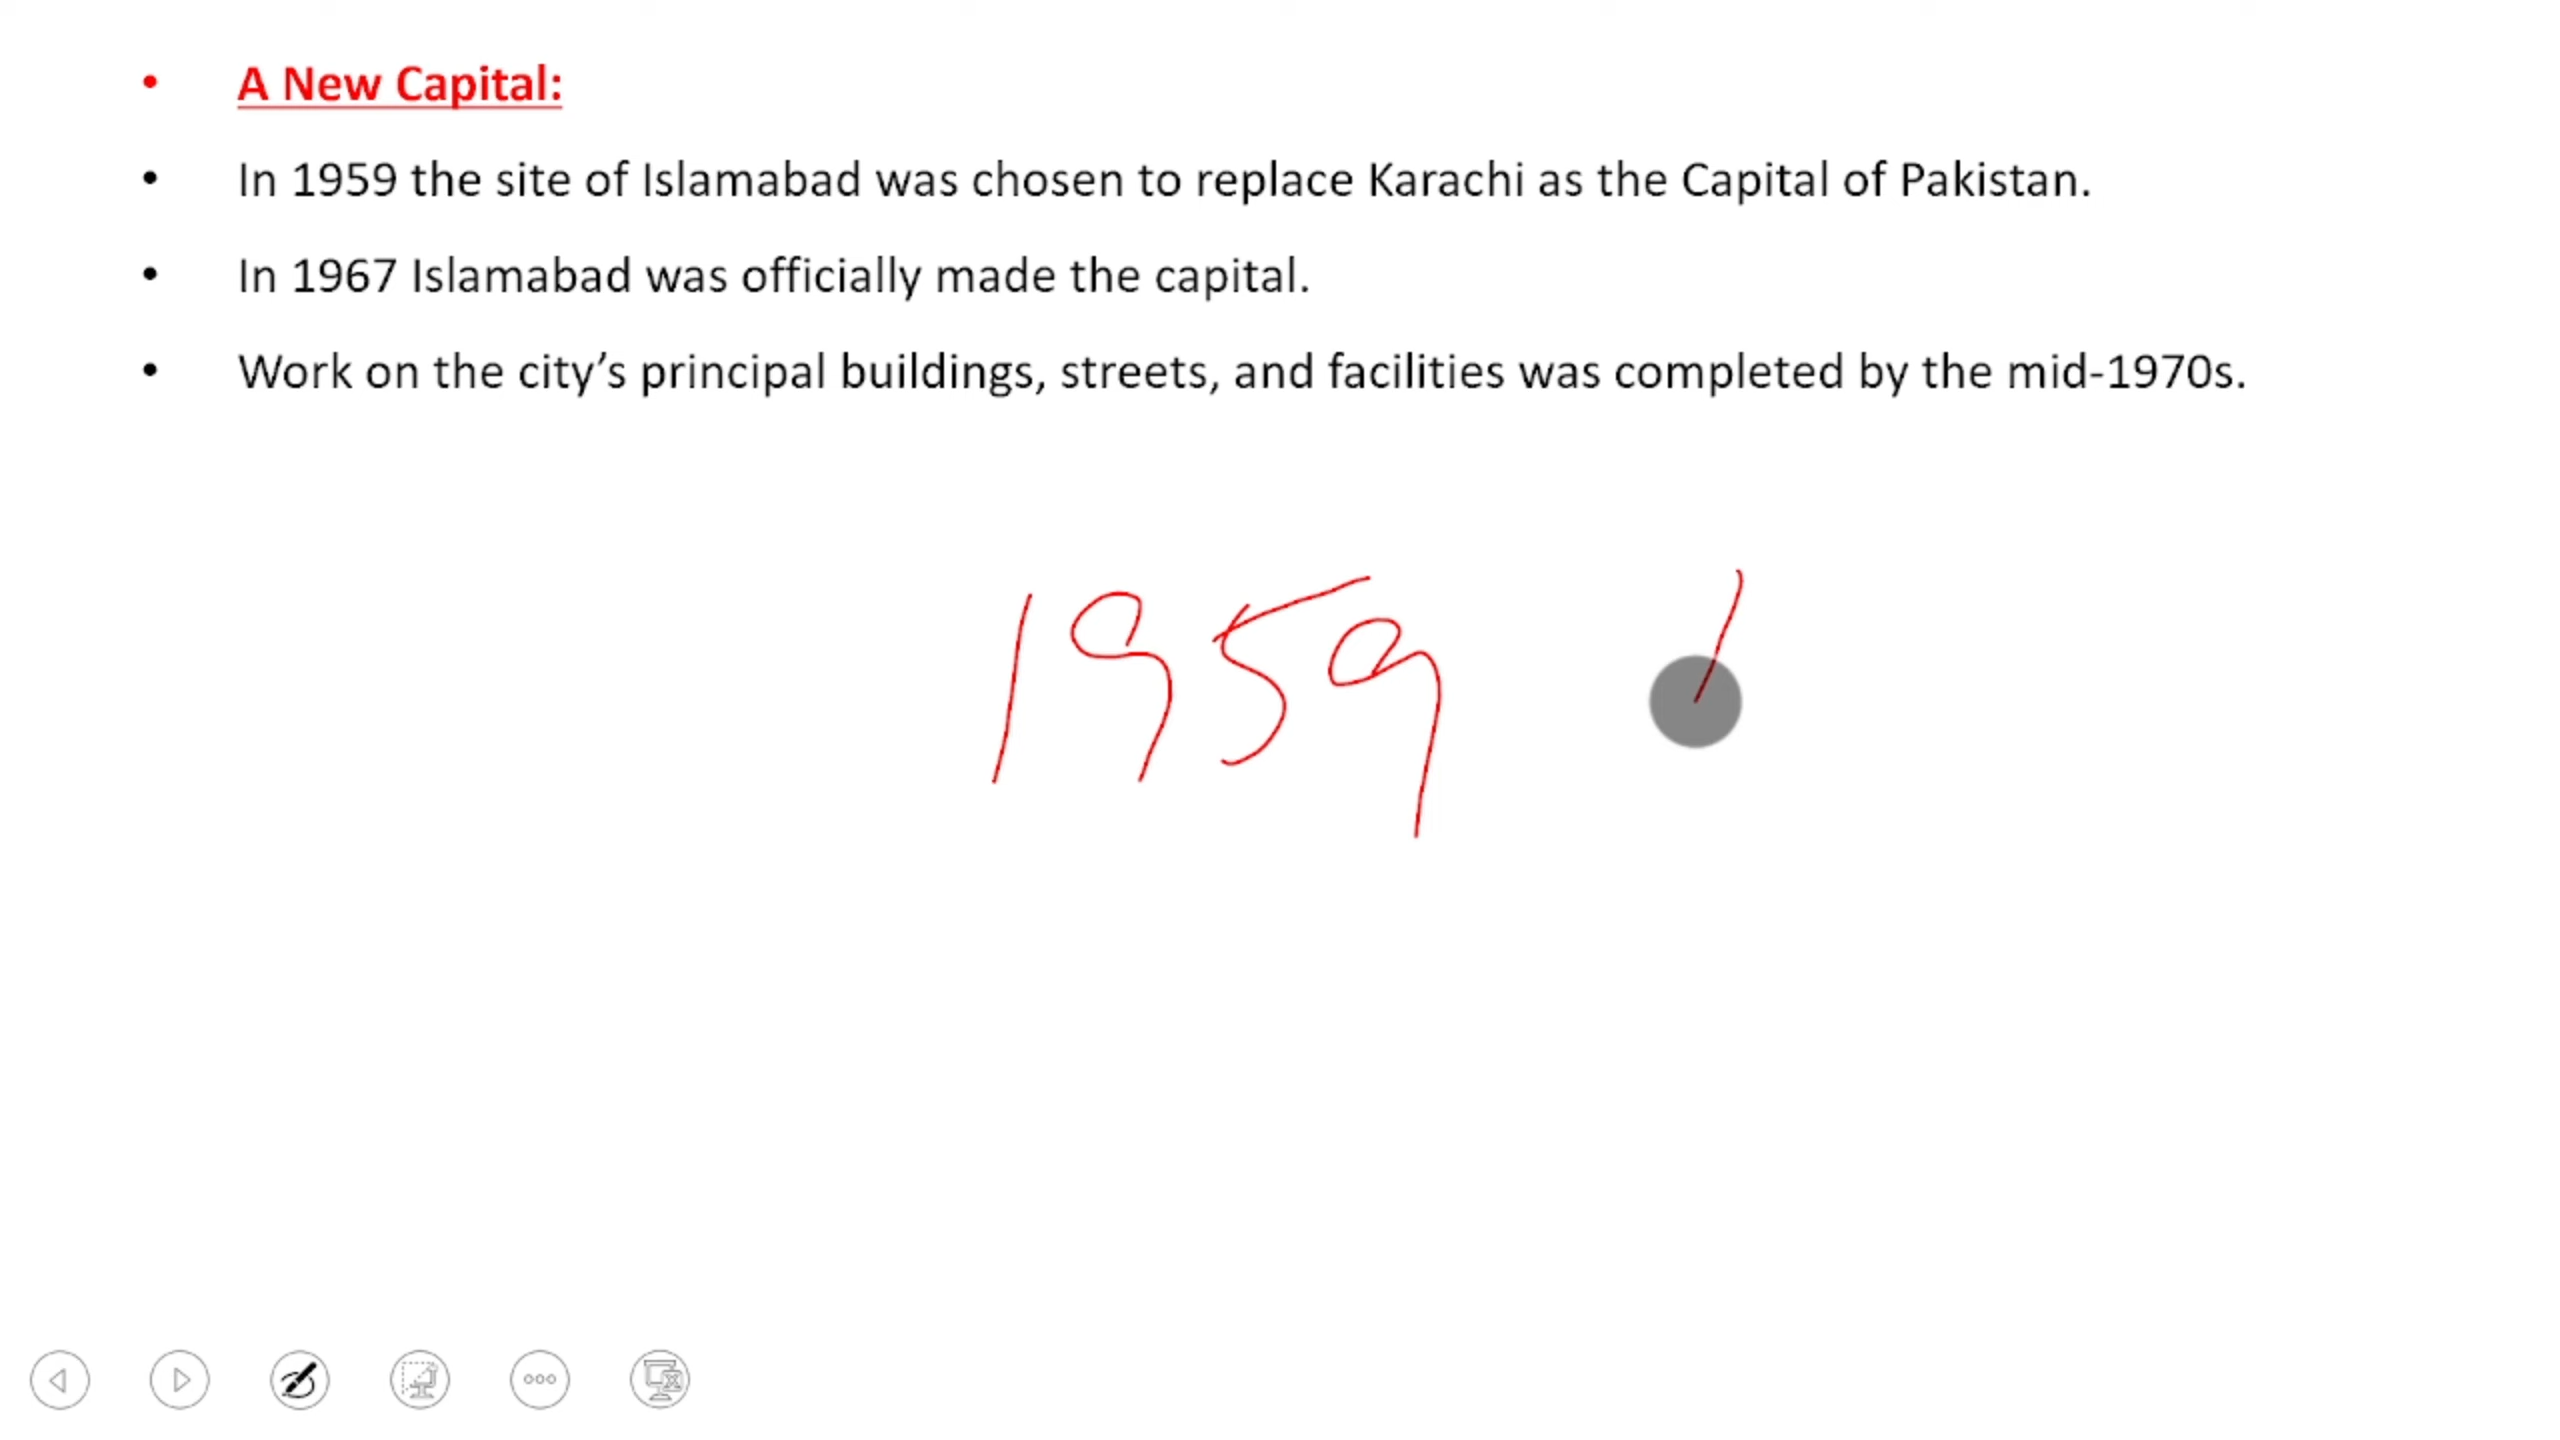 • A New Capital:
• In 1959 the site of Islamabad was chosen to replace Karachi as the Capital of Pakistan.
• In 1967 Islamabad was officially made the capital.
• Work on the city’s principal buildings, streets, and facilities was completed by the mid-1970s.
1959